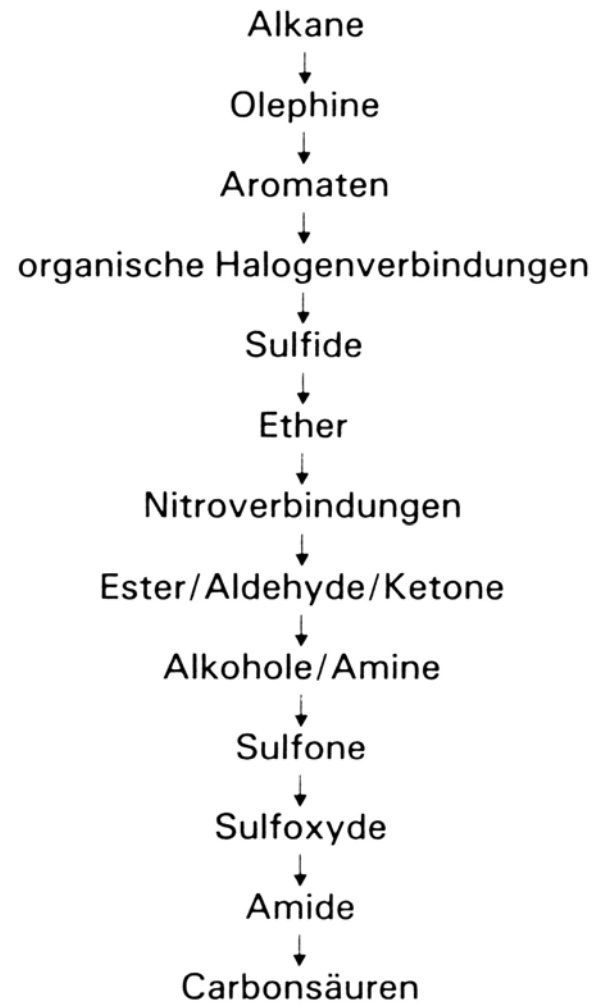 Alkane
Olephine
Aromaten
organische Halogenverbindungen
Sulfide
Ether
Nitroverbindungen
Ester/Aldehyde/Ketone
Alkohole/Amine
Sulfone
Sulfoxyde
Amide
Carbonsäuren